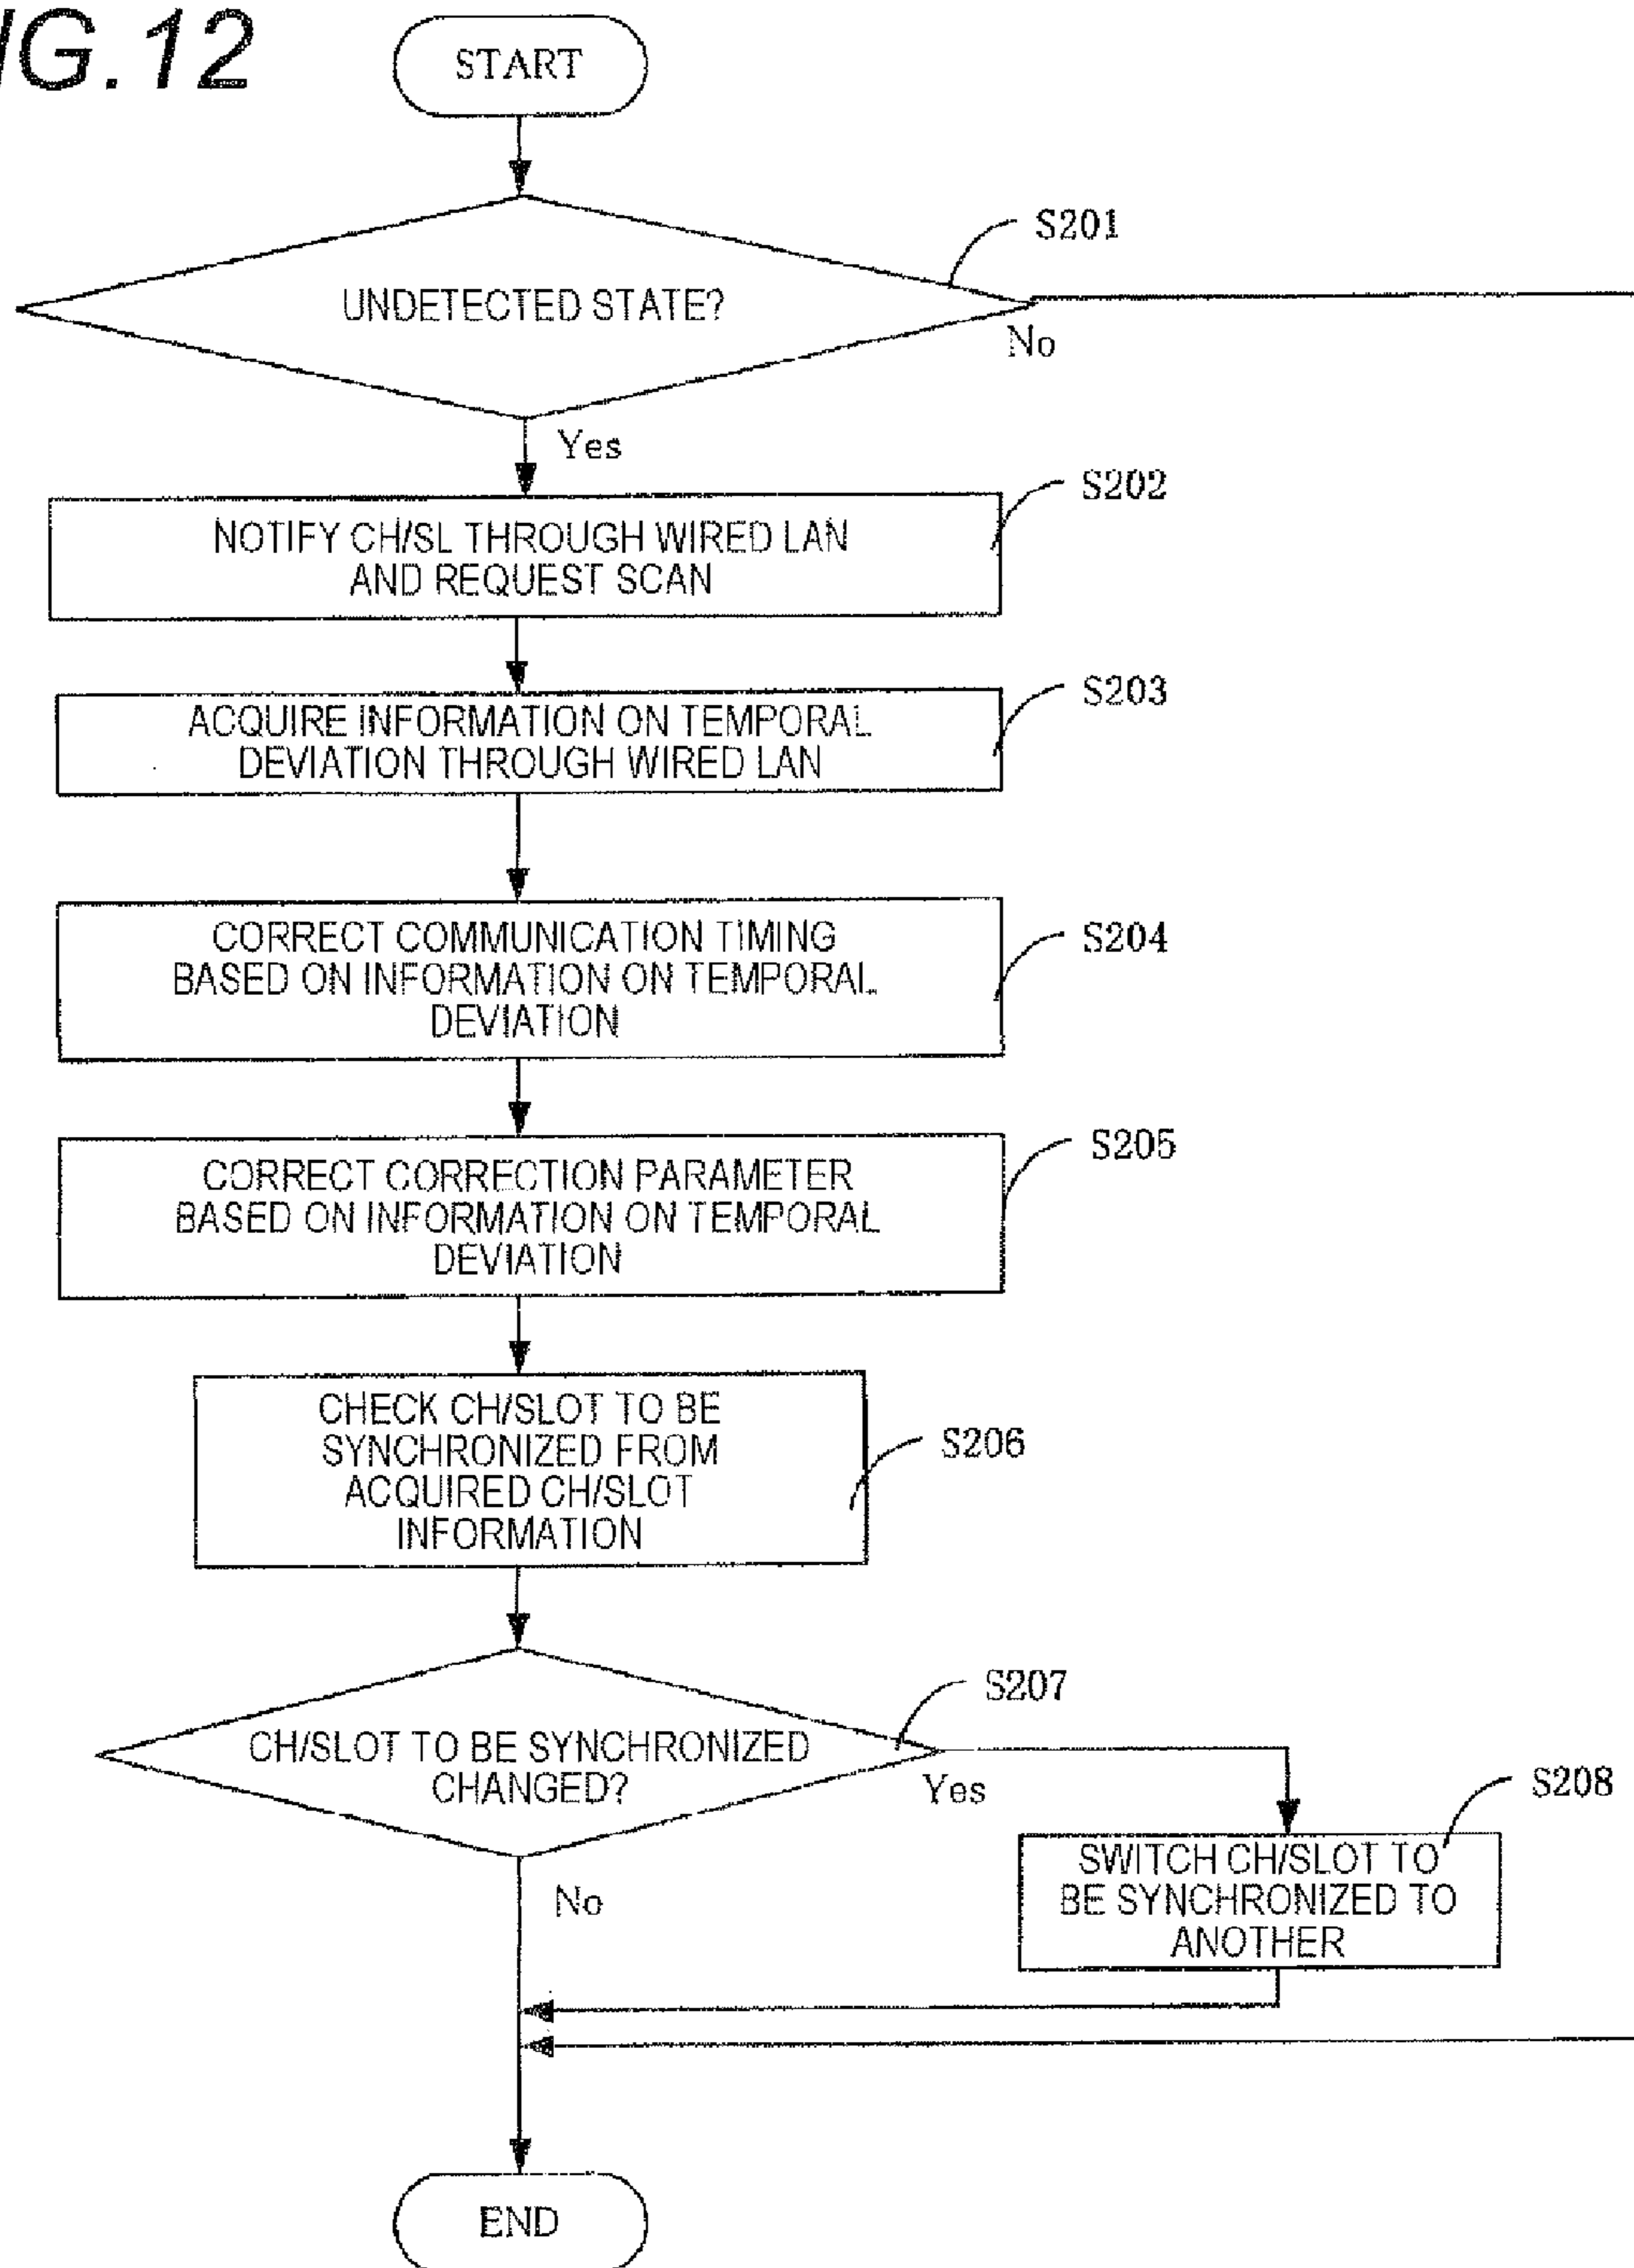 IG.12
START
S201
UNDETECTED STATE?
No
Yes
S202
NOTIFY CH/SL THROUGH WIRED LAN
AND REQUEST SCAN
S203
ACQUIRE INFORMATION ON TEMPORAL
DEVIATION THROUGH WIRED LAN
S204
CORRECT COMMUNICATION TIMING
BASED ON INFORMATION ON TEMPORAL
DEVIATION
S205
CORRECT CORRECTION PARAMETER
BASED ON INFORMATION ON TEMPORAL
DEVIATION
CHECK CH/SLOT TO BE
SYNCHRONIZED FROM
S206
ACQUIRED CH/SLOT
INFORMATION
S207
CH/SLOT TO BE SYNCHRONIZED
CHANGED?
Yes
S208
SWITCH CH/SLOT TO
BE SYNCHRONIZED TO
ANOTHER
No
END